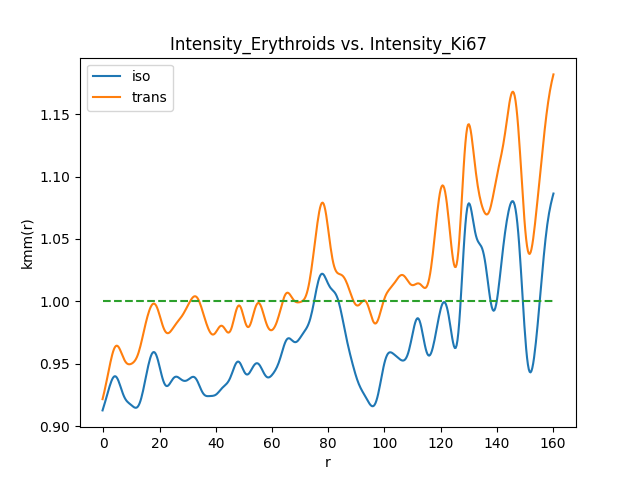 Intensity_Erythroids vs. Intensity_Ki67
iso
trans
kmm(r)
1.15
1.10
1.05
1.00
0.95
0.90
0 20 40 60 80 100 120 140 160
r